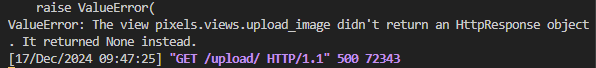 raise ValueError(
ValueError: The view pixels.views.upload_image didn't return an HttpResponse object
. It returned None instead.
[17/Dec/2024 09:47:25] "GET /upload/ HTTP/1.1" 500 72343